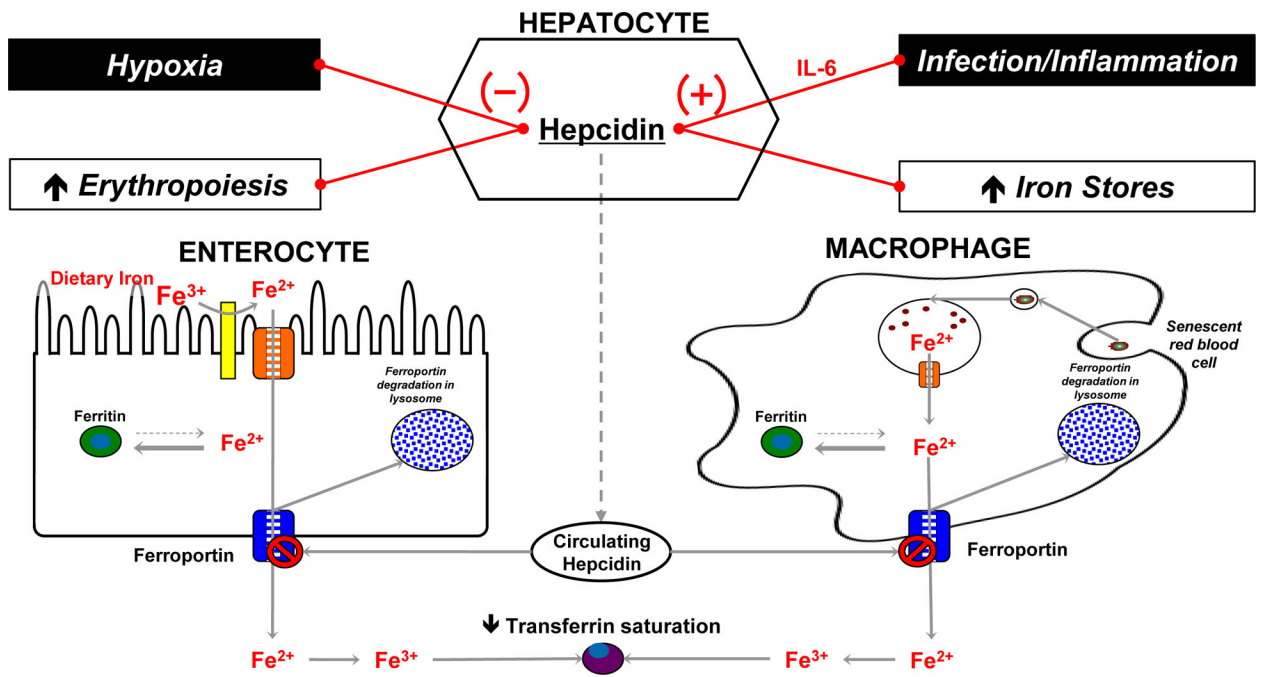 HEPATOCYTE
Hypoxia
(−)
(+)
IL-6
Infection/Inflammation
Hepcidin
↑ Erythropoiesis
↑ Iron Stores
ENTEROCYTE
Dietary Iron
Fe3+
Fe2+
Ferroportin
degradation in
lysosome
Ferritin
Fe2+
Ferroportin
MACROPHAGE
Senescent
red blood
cell
Fe2+
Ferroportin
degradation in
lysosome
Ferritin
Fe2+
Ferroportin
Circulating
Hepcidin
↓ Transferrin saturation
Fe2+
Fe3+
Fe3+
Fe2+